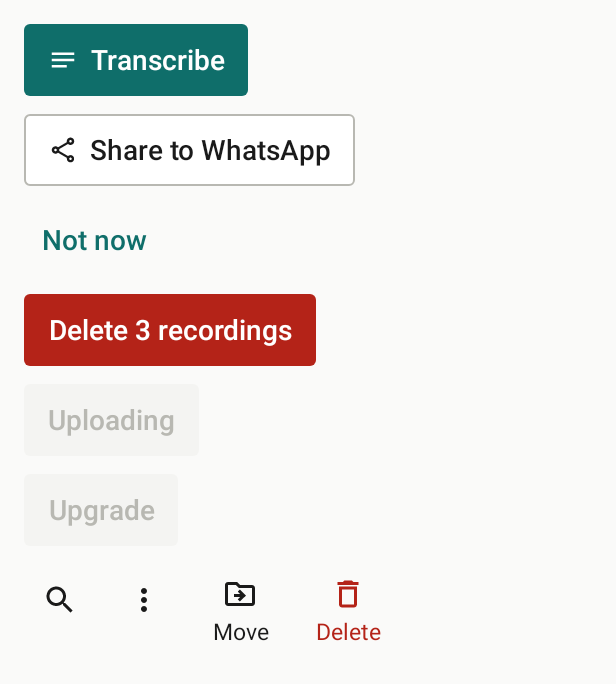 Transcribe
Share to WhatsApp
Not now
Delete 3 recordings
Uploading
Upgrade
Move Delete